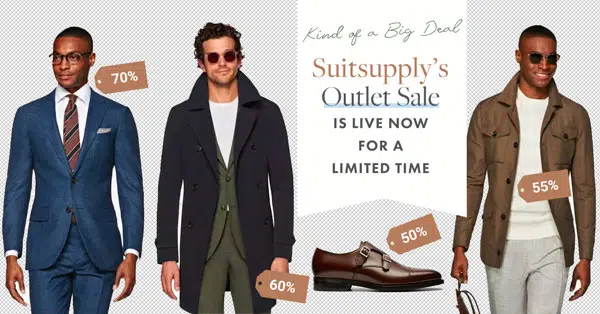 Kind of a Big Deal
Suitsupply's
Outlet Sale
IS LIVE NOW
FOR A
LIMITED TIME
70%
60%
50%
55%